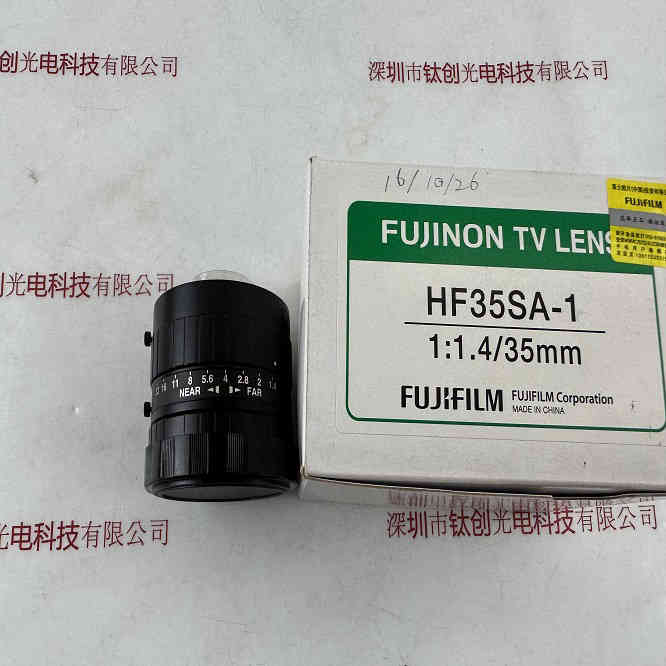 创光电科技有限公司
深圳市钛创光电科技有限公司
16/10/26
FUJIFILM
FUJINON TV LENS
HF35SA-1
1:1.4/35mm
FUJIFILM FUJIFILM Corporation
MADE IN CHINA
创光电科技有限公司
16 11 8 5.6 4 2.8 2 1.4
NEAR FAR
光电科技有限公司
深圳市钛创光电科技有限公司